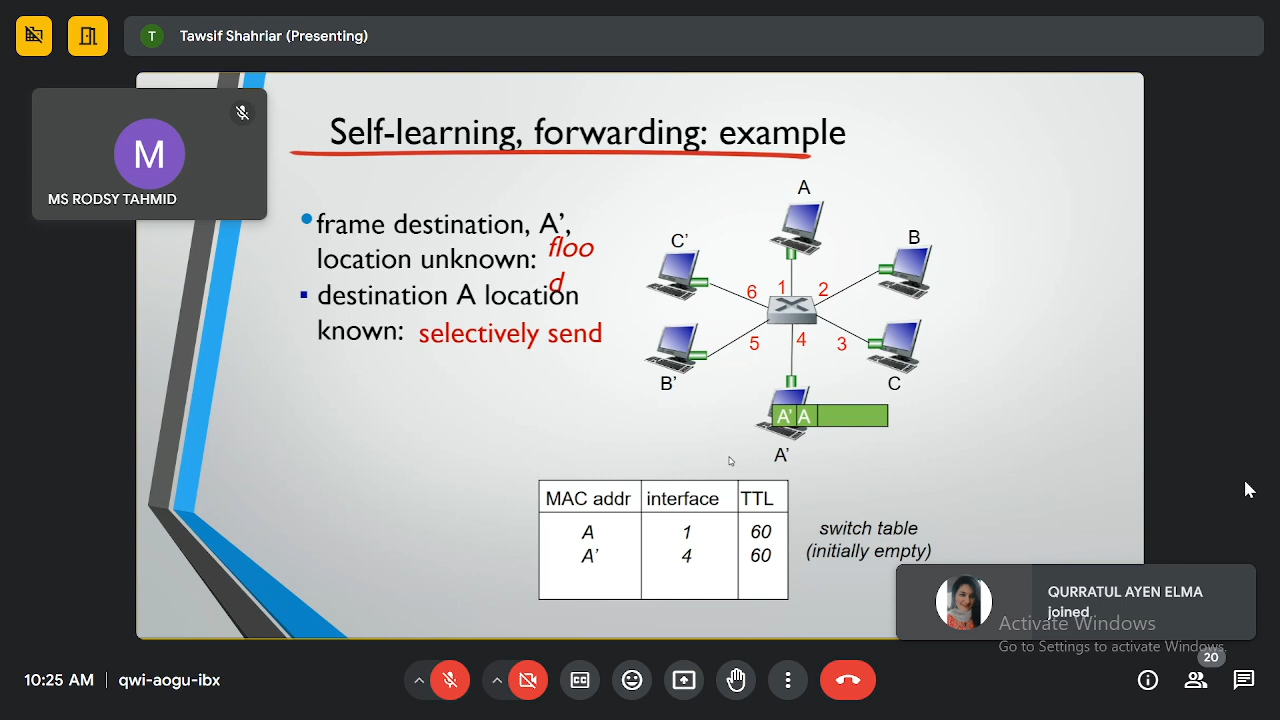 T Tawsif Shahriar (Presenting)
M
MS RODSY TAHMID
Self-learning, forwarding: example
•frame destination, A’,
location unknown: floo
d
▪ destination A location
known: selectively send
A
C'
B
6 1 2
5 4 3
B'
C
A' A
A'
MAC addr interface TTL
A 1 60
A' 4 60
switch table
(initially empty)
QURRATUL AYEN ELMA
joined
Activate Windows
Go to Settings to activate Windows.
10:25 AM | qwi-aogu-ibx
CC
20